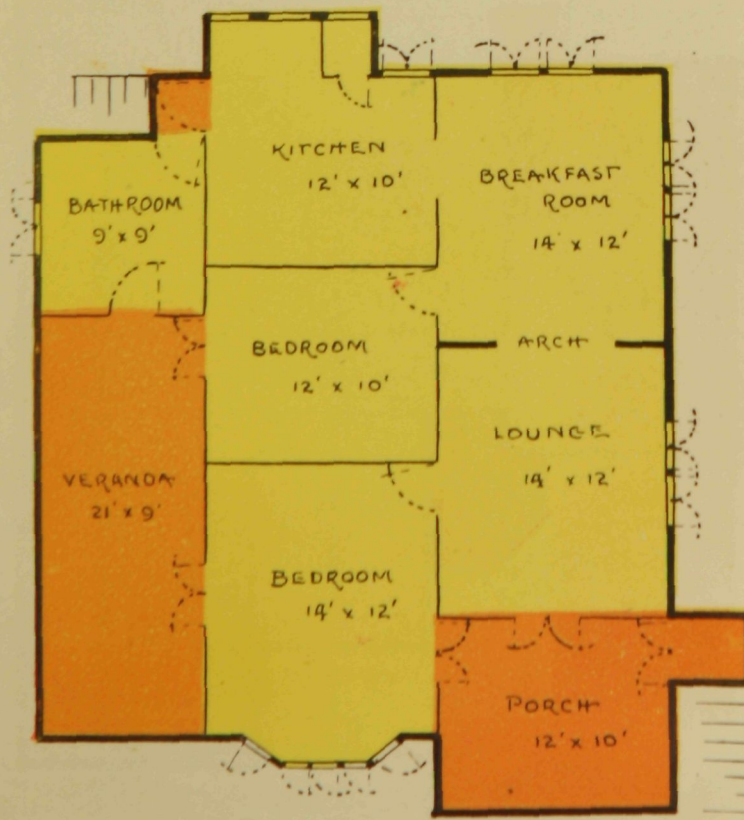 KITCHEN
12' x 10'
BREAKFAST
ROOM
14' x 12'
BATHROOM
9' x 9'
BEDROOM
12' x 10'
ARCH
LOUNGE
14' x 12'
VERANDA
21' x 9'
BEDROOM
14' x 12'
PORCH
12' x 10'